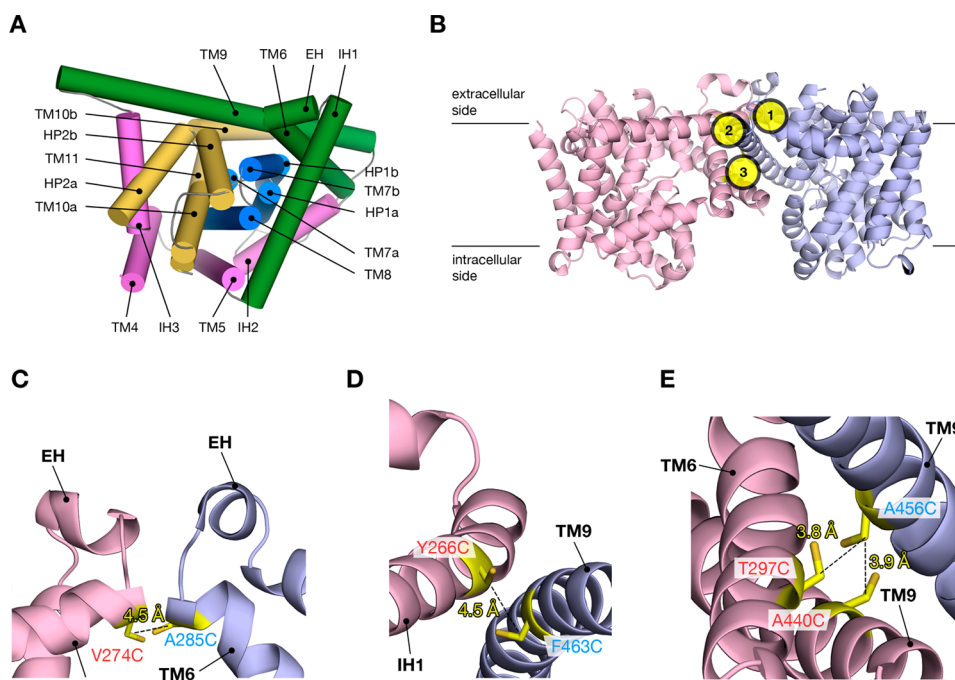 A
TM9
TM6
EH
IH1
TM10b
HP2b
TM11
HP2a
TM10a
HP1b
TM7b
HP1a
TM7a
TM8
TM4
IH3
TM5
IH2
B
extracellular
side
intracellular
side
1
2
3
C
EH
EH
4.5 Å
V274C
A285C
TM6
D
Y266C
TM9
4.5 Å
F463C
IH1
E
TM9
TM6
A456C
3.8 Å
T297C
3.9 Å
TM9
A440C